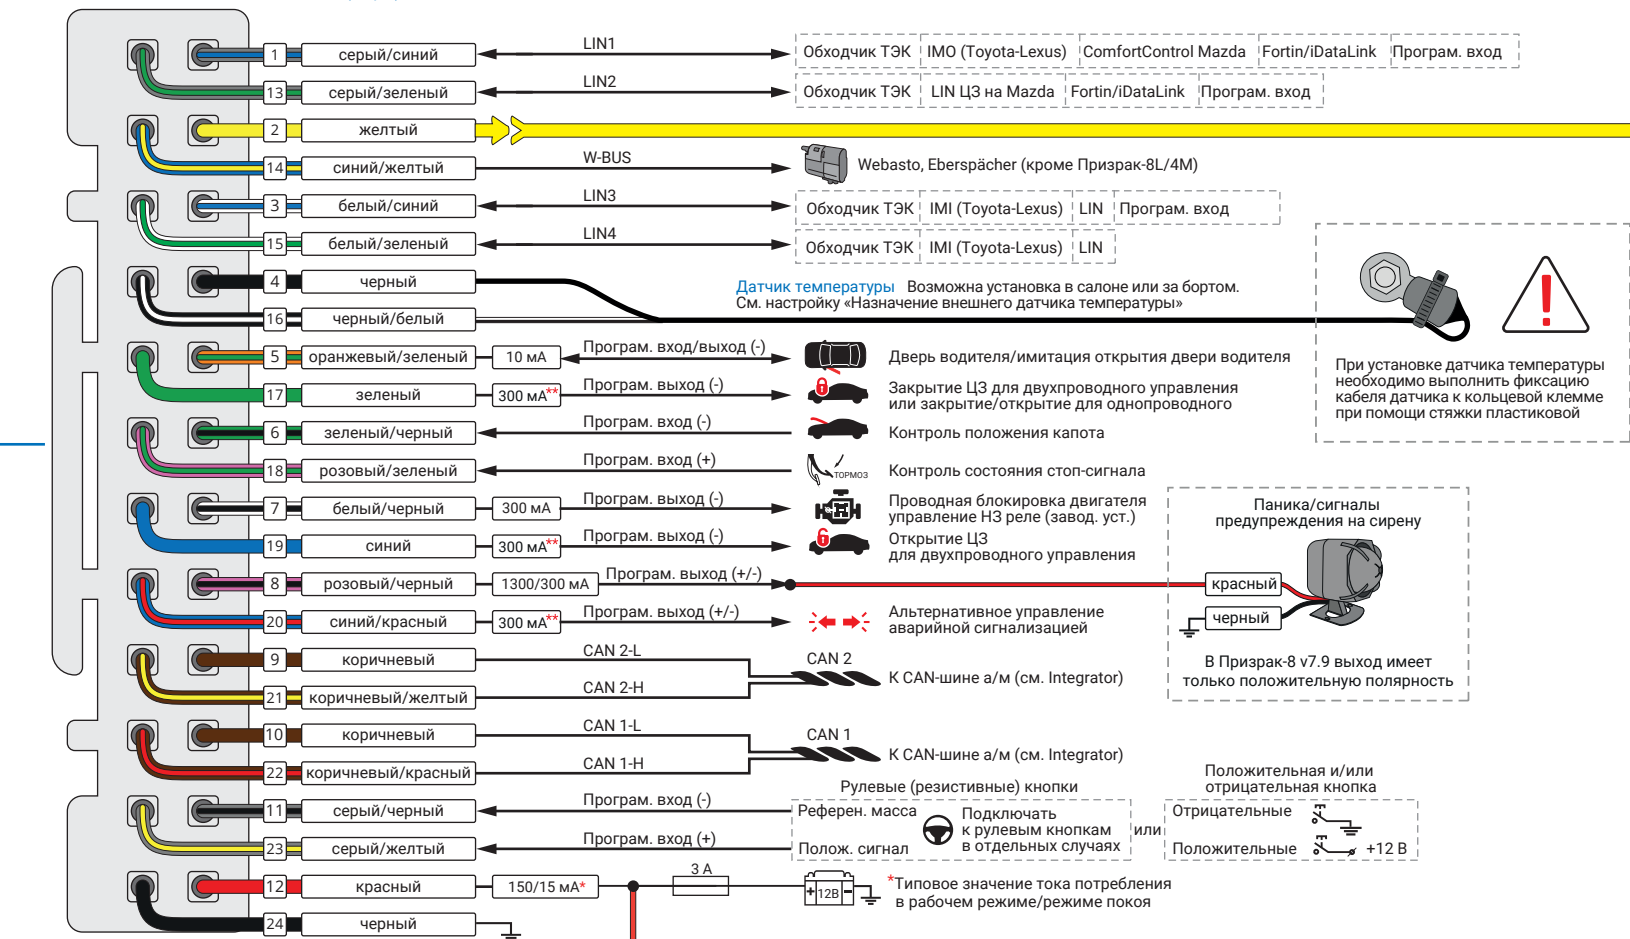 1 серый/синий LIN1 Обходчик ТЭК IMO (Toyota-Lexus) ComfortControl Mazda Fortin/iDataLink Програм. вход
13 серый/зеленый LIN2 Обходчик ТЭК LIN ЦЗ на Mazda Fortin/iDataLink Програм. вход
2 желтый
14 синий/желтый W-BUS Webasto, Eberspächer (кроме Призрак-8L/4M)
3 белый/синий LIN3 Обходчик ТЭК IMI (Toyota-Lexus) LIN Програм. вход
15 белый/зеленый LIN4 Обходчик ТЭК IMI (Toyota-Lexus) LIN
4 черный
Датчик температуры Возможна установка в салоне или за бортом.
См. настройку «Назначение внешнего датчика температуры»
16 черный/белый
При установке датчика температуры
необходимо выполнить фиксацию
кабеля датчика к кольцевой клемме
при помощи стяжки пластиковой
5 оранжевый/зеленый 10 мА Програм. вход/выход (-) Дверь водителя/имитация открытия двери водителя
17 зеленый 300 мА** Програм. выход (-) Закрытие ЦЗ для двухпроводного управления
или закрытие/открытие для однопроводного
6 зеленый/черный Програм. вход (-) Контроль положения капота
18 розовый/зеленый Програм. вход (+) ТОРМОЗ Контроль состояния стоп-сигнала
7 белый/черный 300 мА Програм. выход (-) Проводная блокировка двигателя
управление НЗ реле (завод. уст.)
19 синий 300 мА** Програм. выход (-) Открытие ЦЗ
для двухпроводного управления
Паника/сигналы
предупреждения на сирену
8 розовый/черный 1300/300 мА Програм. выход (+/-) красный
черный
20 синий/красный 300 мА** Програм. выход (+/-) Альтернативное управление
аварийной сигнализацией
В Призрак-8 v7.9 выход имеет
только положительную полярность
9 коричневый CAN 2-L CAN 2
К CAN-шине а/м (см. Integrator)
21 коричневый/желтый CAN 2-H
10 коричневый CAN 1-L CAN 1
К CAN-шине а/м (см. Integrator)
22 коричневый/красный CAN 1-H
Рулевые (резистивные) кнопки
Положительная и/или
отрицательная кнопка
11 серый/черный Програм. вход (-) Референ. масса
23 серый/желтый Програм. вход (+) Полож. сигнал
Подключать
к рулевым кнопкам
в отдельных случаях
или
Отрицательные
Положительные +12 В
12 красный 150/15 мА* 3 А + 12В -
*Типовое значение тока потребления
в рабочем режиме/режиме покоя
24 черный